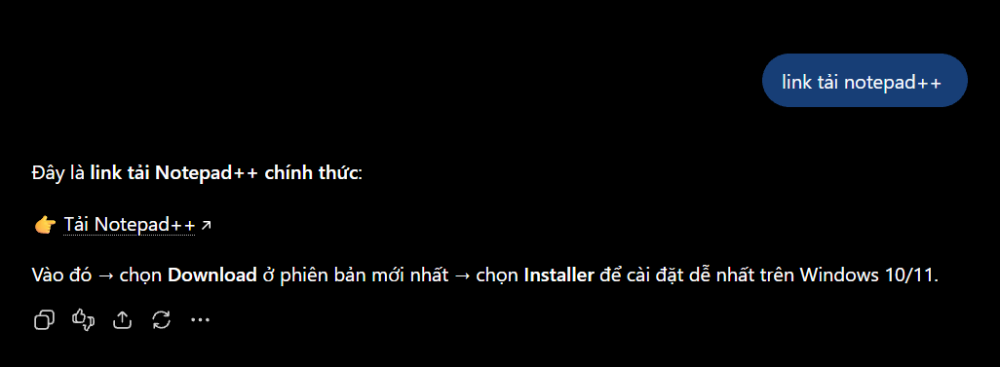 link tải notepad++
Đây là link tải Notepad++ chính thức:
👉 Tải Notepad++ ↗
Vào đó → chọn Download ở phiên bản mới nhất → chọn Installer để cài đặt dễ nhất trên Windows 10/11.